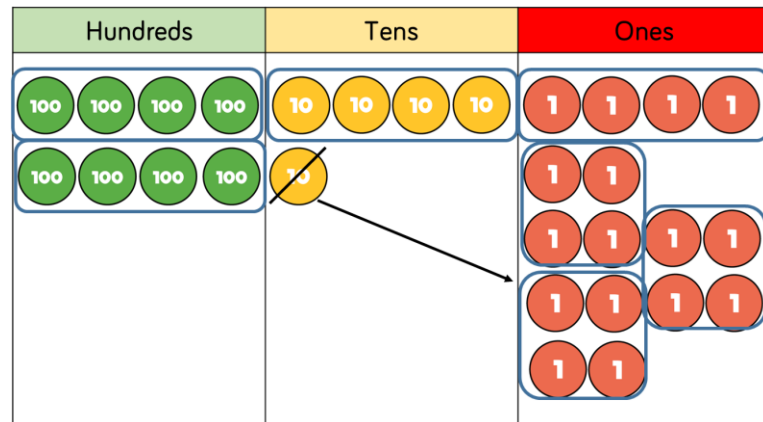 Hundreds Tens Ones
100 100 100 100 10 10 10 10 1 1 1 1
100 100 100 100 10 1 1
1 1 1 1
1 1 1 1
1 1